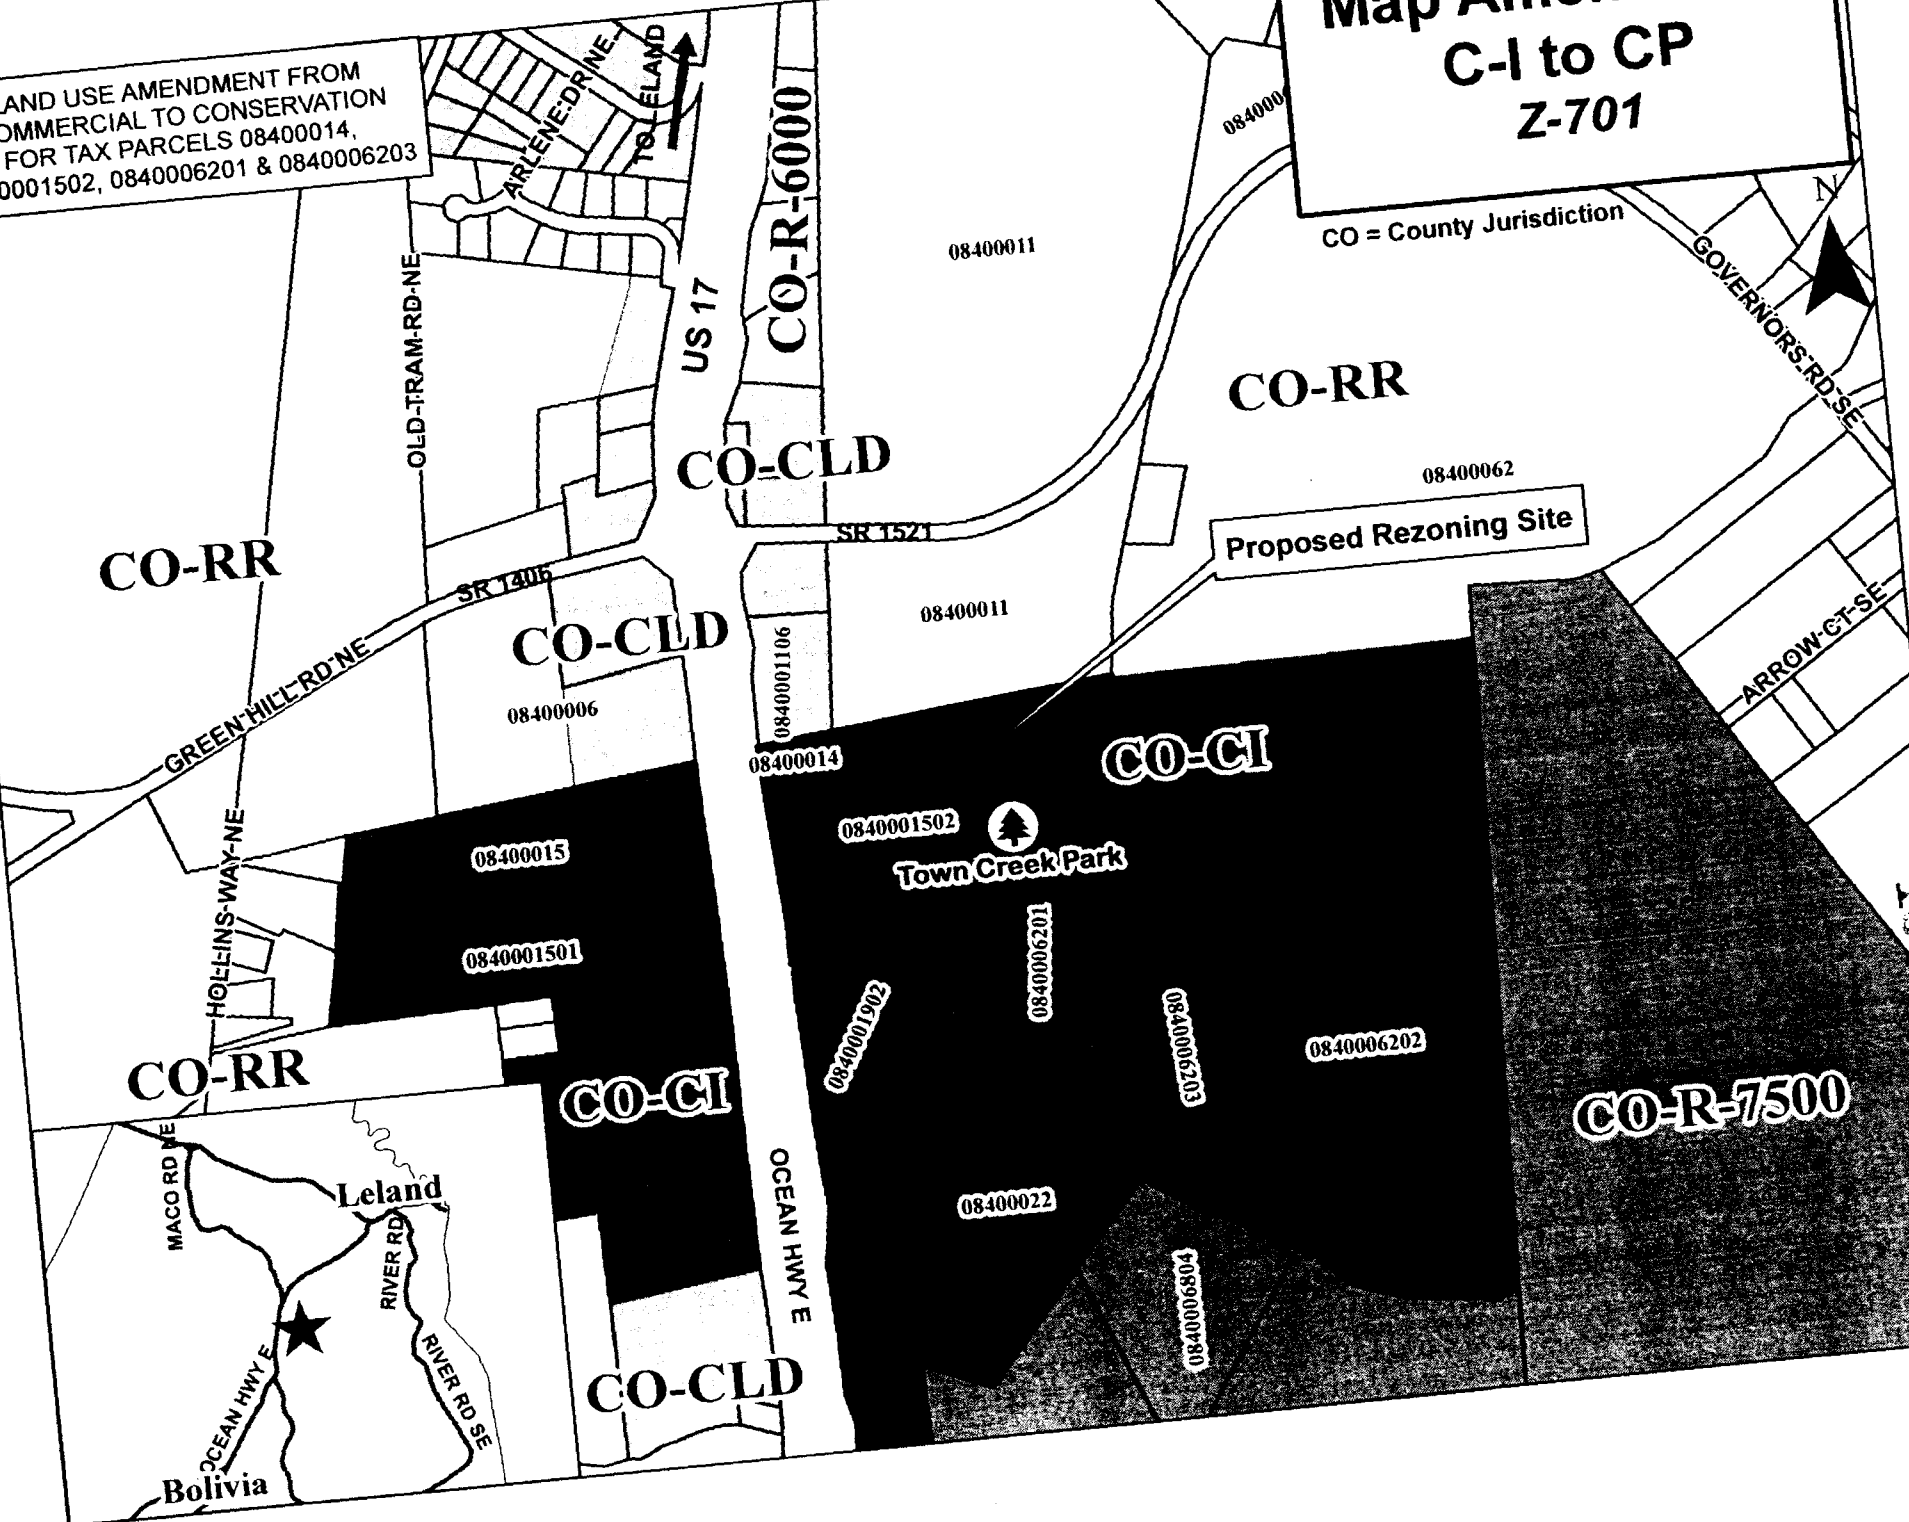 LAND USE AMENDMENT FROM
COMMERCIAL TO CONSERVATION
FOR TAX PARCELS 08400014,
0001502, 0840006201 & 0840006203
Map
C-I to CP
Z-701
CO = County Jurisdiction
N
TO LELAND
ARLENE-DR-NE
CO-R-6000
US 17
OLD-TRAM-RD-NE
08400011
GOVERNORS-RD-SE
CO-RR
CO-CLD
08400062
Proposed Rezoning Site
CO-RR
SR 1406
SR 1521
CO-CLD
08400011
ARROW-CT-SE
GREEN-HILL-RD-NE
08400006
0840001106
08400014
CO-CI
0840001502
Town Creek Park
08400015
HOLLINS-WAY-NE
0840001501
0840006201
0840001902
0840006203
0840006202
CO-RR
CO-CI
CO-R-7500
OCEAN HWY E
08400022
0840006804
CO-CLD
MACO RD NE
Leland
RIVER RD
RIVER RD SE
OCEAN HWY E
Bolivia